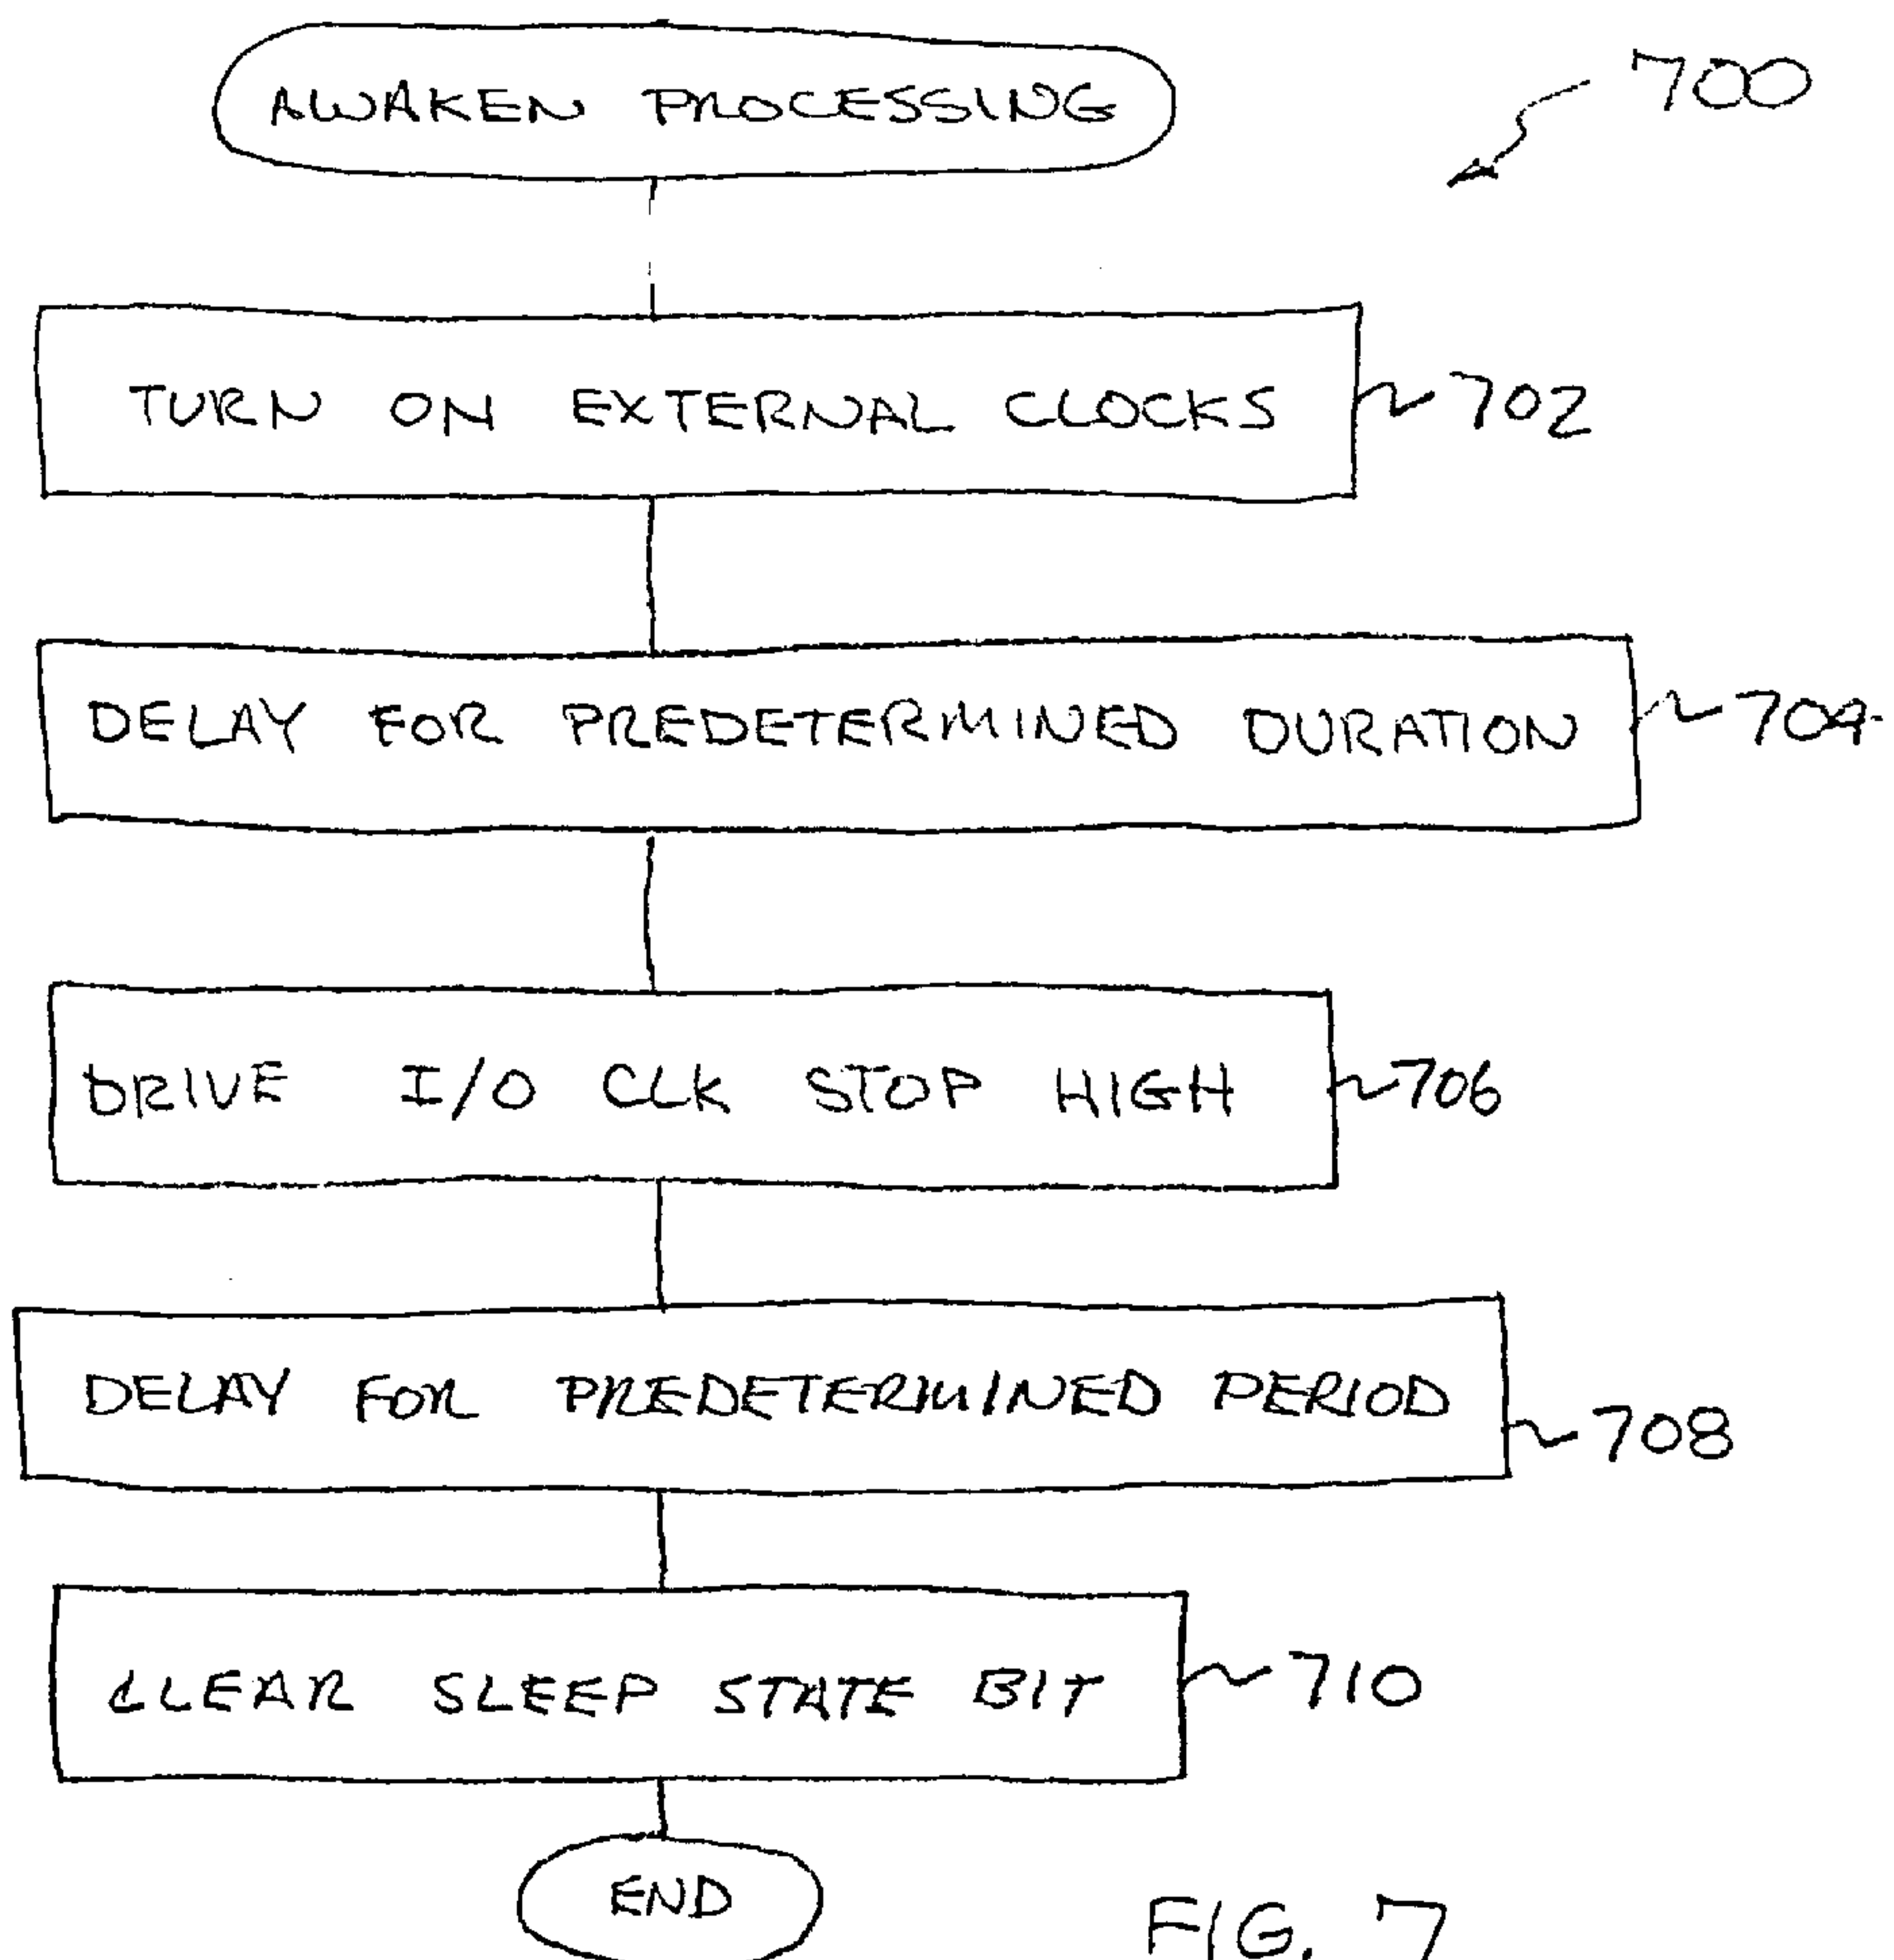 AWAKEN PROCESSING
700
TURN ON EXTERNAL CLOCKS
702
DELAY FOR PREDETERMINED DURATION
704
DRIVE I/O CLK STOP HIGH
706
DELAY FOR PREDETERMINED PERIOD
708
CLEAR SLEEP STATE BIT
710
END
FIG. 7